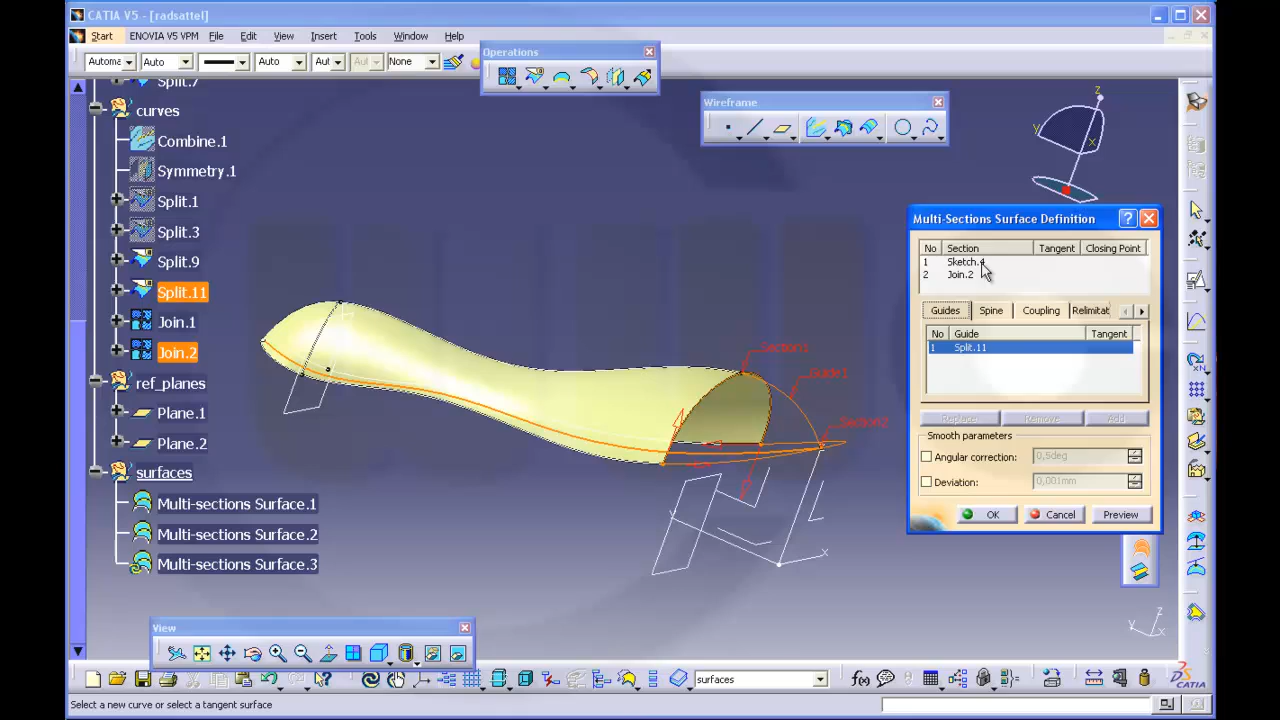 CATIA V5 - [radsattel]
Start ENOVIA V5 VPM File Edit View Insert Tools Window Help
Automa Auto Auto Aut Aut None
Operations
Wireframe
Split.7
curves
Combine.1
Symmetry.1
Split.1
Split.3
Split.9
Split.11
Join.1
Join.2
ref_planes
Plane.1
Plane.2
surfaces
Multi-sections Surface.1
Multi-sections Surface.2
Multi-sections Surface.3
z
y
x
Section1
Guide1
Section2
y
x
Multi-Sections Surface Definition
No Section Tangent Closing Point
1 Sketch.4
2 Join.2
Guides Spine Coupling Relimitat
No Guide Tangent
1 Split.11
Replace Remove Add
Smooth parameters
Angular correction: 0,5deg
Deviation: 0,001mm
OK Cancel Preview
View
z
y
x
surfaces
f(x)
CATIA
Select a new curve or select a tangent surface